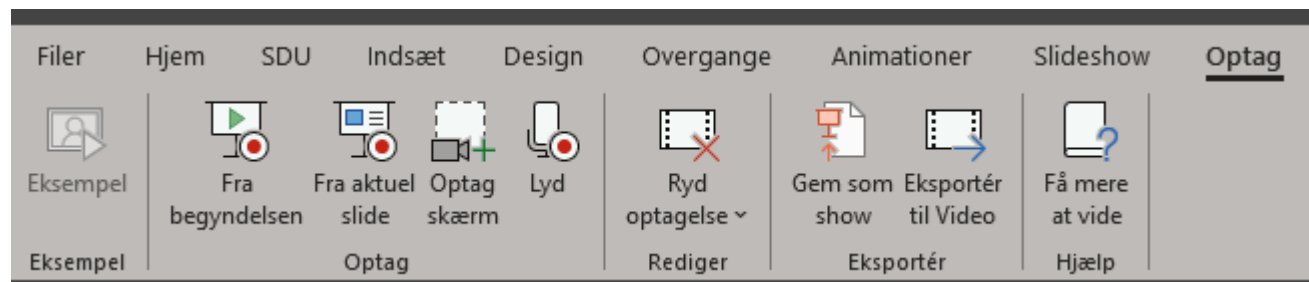 Filer Hjem SDU Indsæt Design Overgange Animationer Slideshow Optag
Eksempel Fra Fra aktuel Optag Lyd Ryd Gem som Eksportér Få mere
begyndelsen slide skærm optagelse show til Video at vide
Eksempel Optag Rediger Eksportér Hjælp